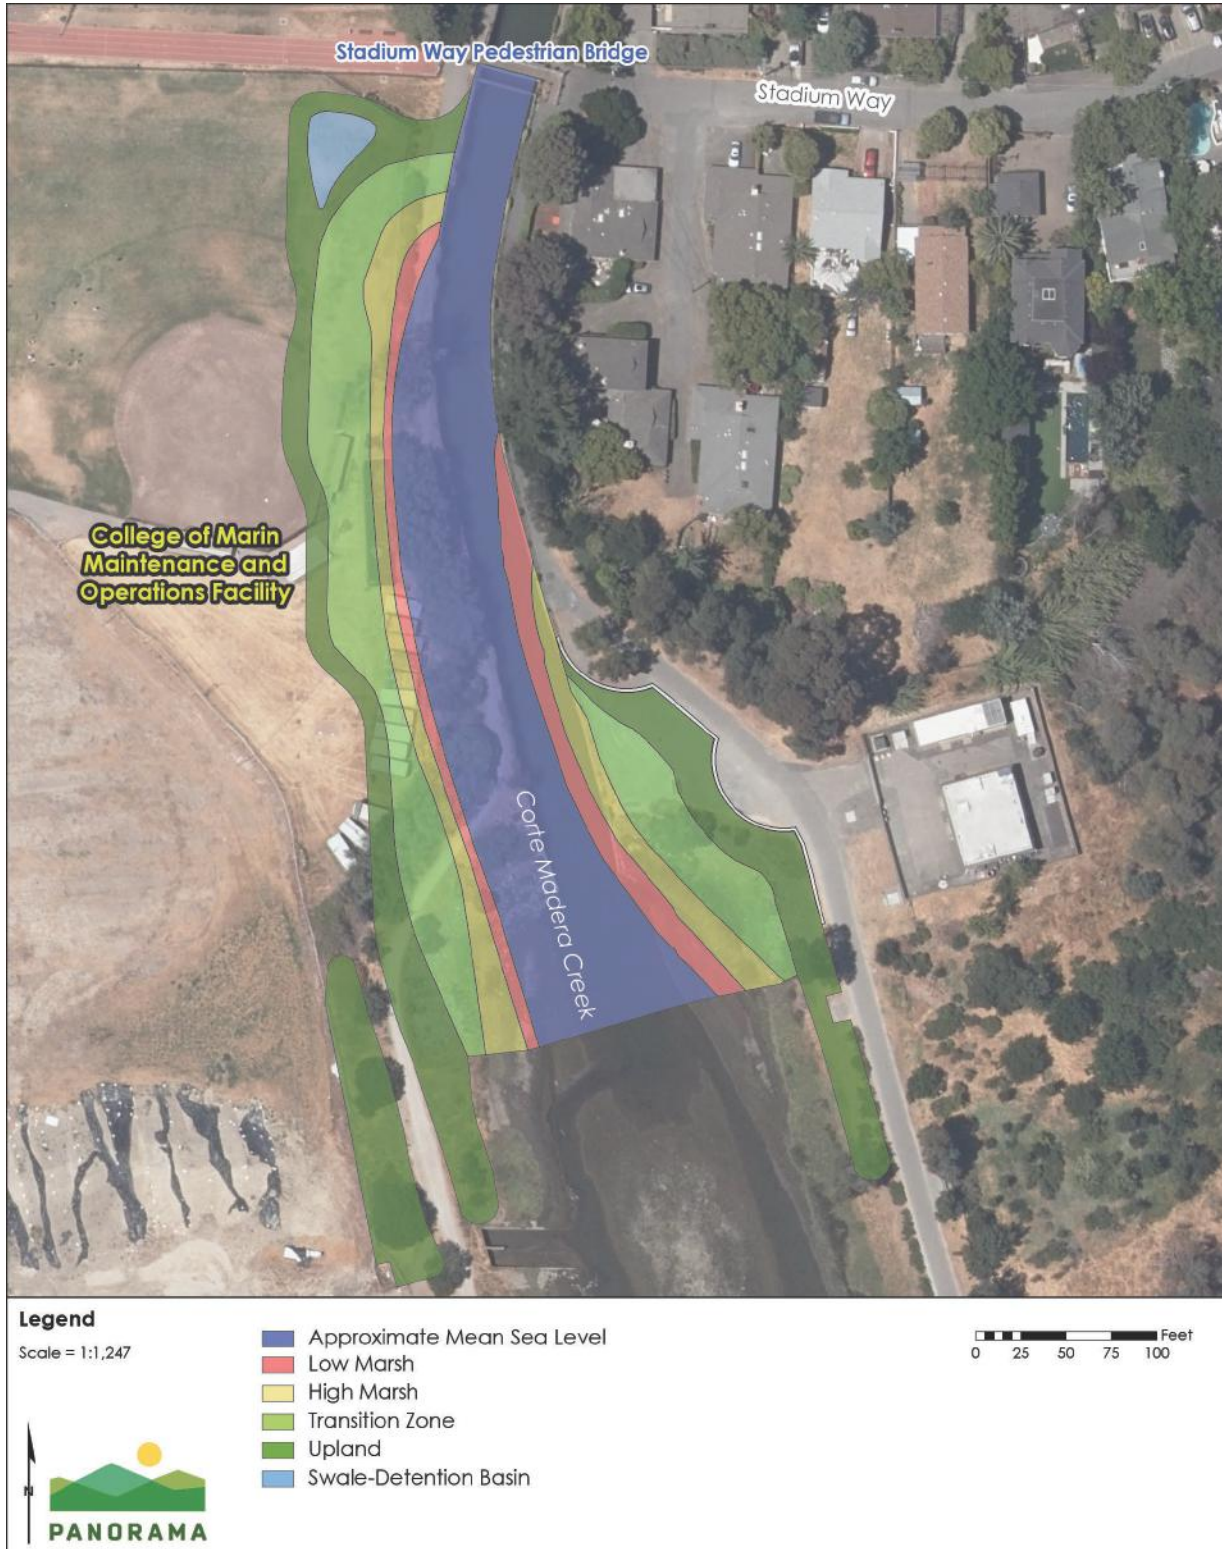 Stadium Way Pedestrian Bridge
Stadium Way
College of Marin
Maintenance and
Operations Facility
Corte Madera Creek
Legend
Scale = 1:1,247
Approximate Mean Sea Level
Low Marsh
High Marsh
Transition Zone
Upland
Swale-Detention Basin
Feet
0 25 50 75 100
N
PANORAMA